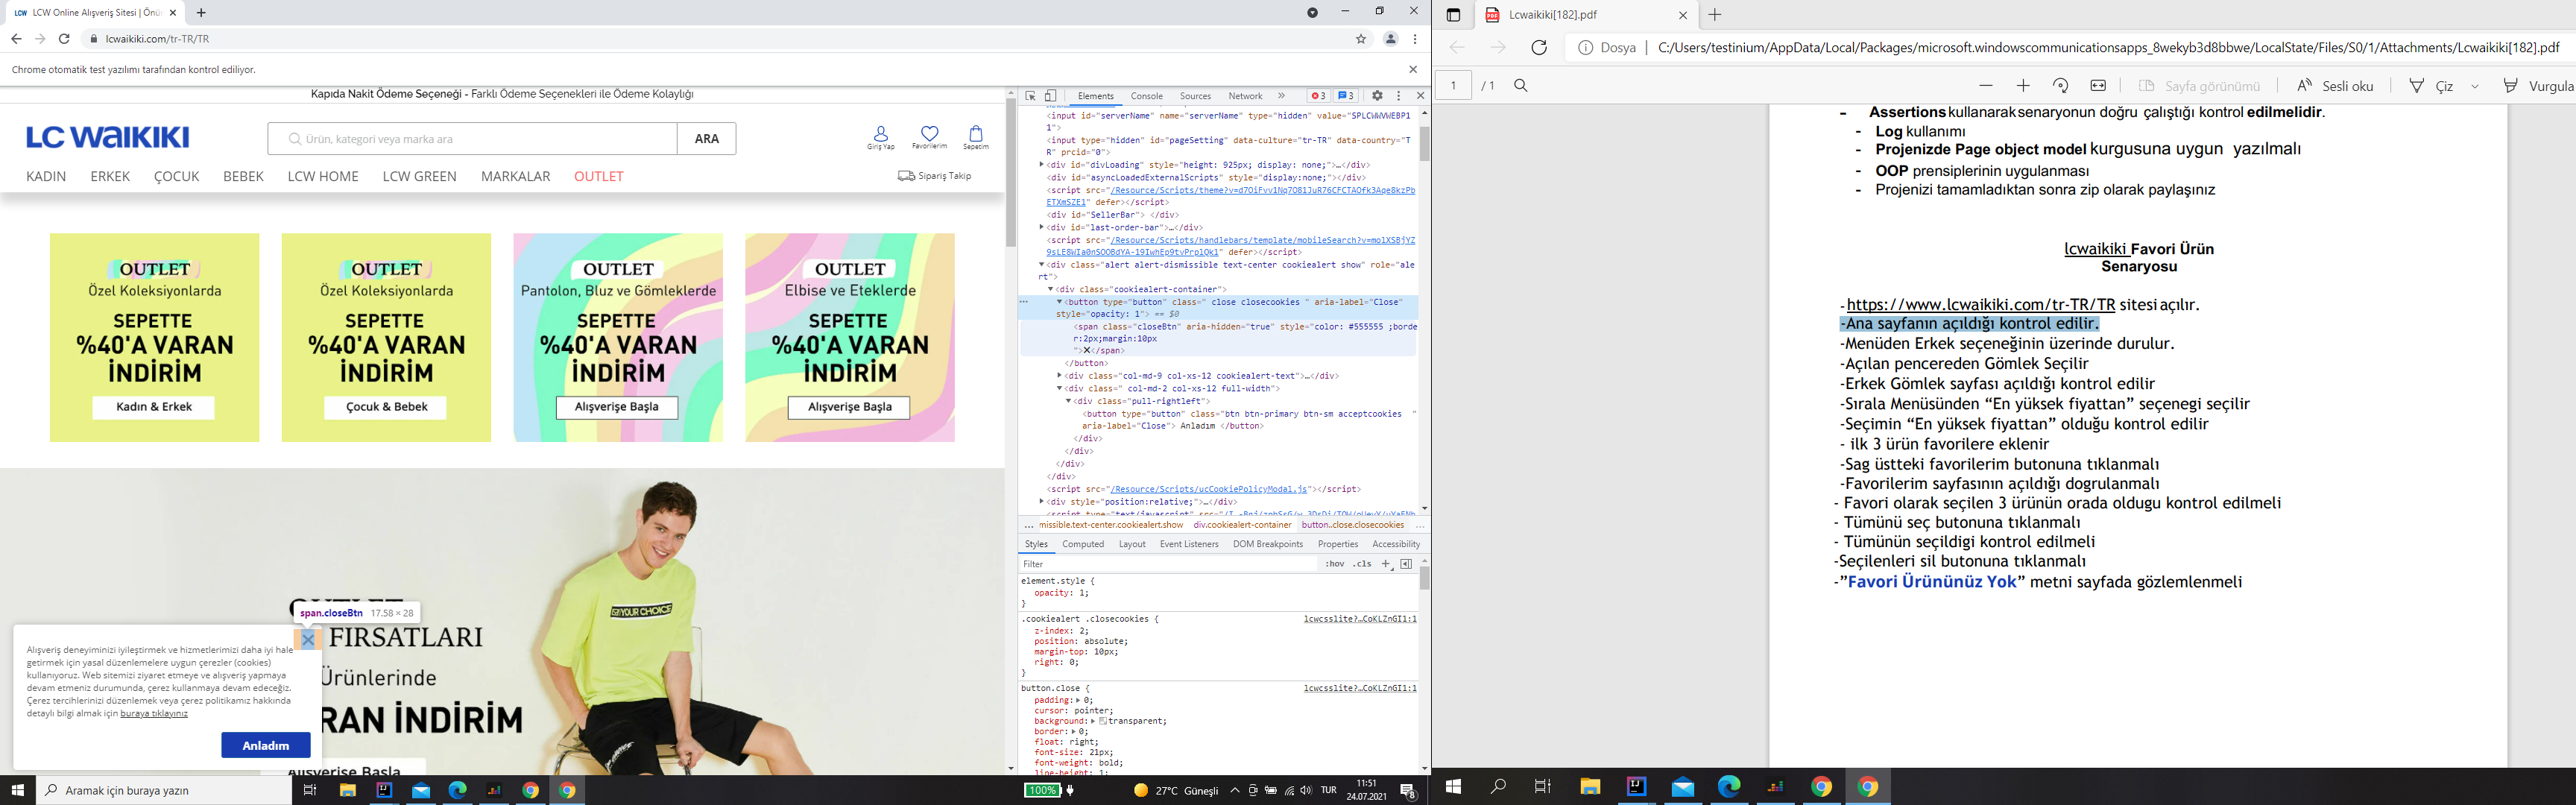 LCW LCW Online Alışveriş Sitesi | Önü
lcwaikiki.com/tr-TR/TR
Chrome otomatik test yazılımı tarafından kontrol ediliyor.
Kapıda Nakit Ödeme Seçeneği - Farklı Ödeme Seçenekleri ile Ödeme Kolaylığı
LC WAIKIKI
Ürün, kategori veya marka ara
ARA
Giriş Yap Favorilerim Sepetim
KADIN ERKEK ÇOCUK BEBEK LCW HOME LCW GREEN MARKALAR OUTLET
Sipariş Takip
OUTLET
Özel Koleksiyonlarda
SEPETTE
%40'A VARAN
İNDİRİM
Kadın & Erkek
OUTLET
Özel Koleksiyonlarda
SEPETTE
%40'A VARAN
İNDİRİM
Çocuk & Bebek
OUTLET
Pantolon, Bluz ve Gömleklerde
SEPETTE
%40'A VARAN
İNDİRİM
Alışverişe Başla
OUTLET
Elbise ve Eteklerde
SEPETTE
%40'A VARAN
İNDİRİM
Alışverişe Başla
YOUR CHOICE
FIRSATLARI
Ürünlerinde
RAN İNDİRİM
Alışverişe Başla
span.closeBtn 17.58 × 28
Alışveriş deneyiminizi iyileştirmek ve hizmetlerimizi daha iyi hale
getirmek için yasal düzenlemelere uygun çerezler (cookies)
kullanıyoruz. Web sitemizi ziyaret etmeye ve alışveriş yapmaya
devam etmeniz durumunda, çerez kullanmaya devam edeceğiz.
Çerez tercihlerinizi düzenlemek veya çerez politikamız hakkında
detaylı bilgi almak için buraya tıklayınız
Anladım
Elements Console Sources Network » 3 3
<input id="serverName" name="serverName" type="hidden" value="SPLCWWVWEBP1
1">
<input type="hidden" id="pageSetting" data-culture="tr-TR" data-country="T
R" prcid="0">
<div id="divLoading" style="height: 925px; display: none;">…</div>
<div id="asyncLoadedExternalScripts" style="display:none;"></div>
ETXmSZE1" defer></script>
<div id="SellerBar"> </div>
<div id="last-order-bar">…</div>
<div class="alert alert-dismissible text-center cookiealert show" role="ale
rt">
<div class="cookiealert-container">
<button type="button" class=" close closecookies " aria-label="Close"
style="opacity: 1"> == $0
<span class="closeBtn" aria-hidden="true" style="color: #555555 ;borde
r:2px;margin:10px
">✕</span>
</button>
<div class="col-md-9 col-xs-12 cookiealert-text">…</div>
<div class=" col-md-2 col-xs-12 full-width">
<div class="pull-rightleft">
<button type="button" class="btn btn-primary btn-sm acceptcookies "
aria-label="Close"> Anladım </button>
</div>
</div>
</div>
</div>
<script src="/Resource/Scripts/ucCookiePolicyModal.js"></script>
<div style="position:relative;">…</div>
… missible.text-center.cookiealert.show div.cookiealert-container button..close.closecookies …
Styles Computed Layout Event Listeners DOM Breakpoints Properties Accessibility
Filter :hov .cls +
element.style {
opacity: 1;
}
.cookiealert .closecookies { lcwcsslite?…CoKLZnGI1:1
z-index: 2;
position: absolute;
margin-top: 10px;
right: 0;
}
button.close { lcwcsslite?…CoKLZnGI1:1
padding: 0;
cursor: pointer;
background: transparent;
border: 0;
float: right;
font-size: 21px;
font-weight: bold;
line-height: 1;
Aramak için buraya yazın
100% 27°C Güneşli TUR 11:51 24.07.2021 8
Lcwaikiki[182].pdf
Dosya | C:/Users/testinium/AppData/Local/Packages/microsoft.windowscommunicationsapps_8wekyb3d8bbwe/LocalState/Files/S0/1/Attachments/Lcwaikiki[182].pdf
1 / 1 Sayfa görünümü Sesli oku Çiz Vurgula
- Assertions kullanarak senaryonun doğru çalıştığı kontrol edilmelidir.
- Log kullanımı
- Projenizde Page object model kurgusuna uygun yazılmalı
- OOP prensiplerinin uygulanması
- Projenizi tamamladıktan sonra zip olarak paylaşınız
lcwaikiki Favori Ürün
Senaryosu
- https://www.lcwaikiki.com/tr-TR/TR sitesi açılır.
-Ana sayfanın açıldığı kontrol edilir.
-Menüden Erkek seçeneğinin üzerinde durulur.
-Açılan pencereden Gömlek Seçilir
-Erkek Gömlek sayfası açıldığı kontrol edilir
-Sırala Menüsünden “En yüksek fiyattan” seçenegi seçilir
-Seçimin “En yüksek fiyattan” olduğu kontrol edilir
- ilk 3 ürün favorilere eklenir
-Sag üstteki favorilerim butonuna tıklanmalı
-Favorilerim sayfasının açıldığı dogrulanmalı
- Favori olarak seçilen 3 ürünün orada oldugu kontrol edilmeli
- Tümünü seç butonuna tıklanmalı
- Tümünün seçildigi kontrol edilmeli
-Seçilenleri sil butonuna tıklanmalı
-”Favori Ürününüz Yok” metni sayfada gözlemlenmeli